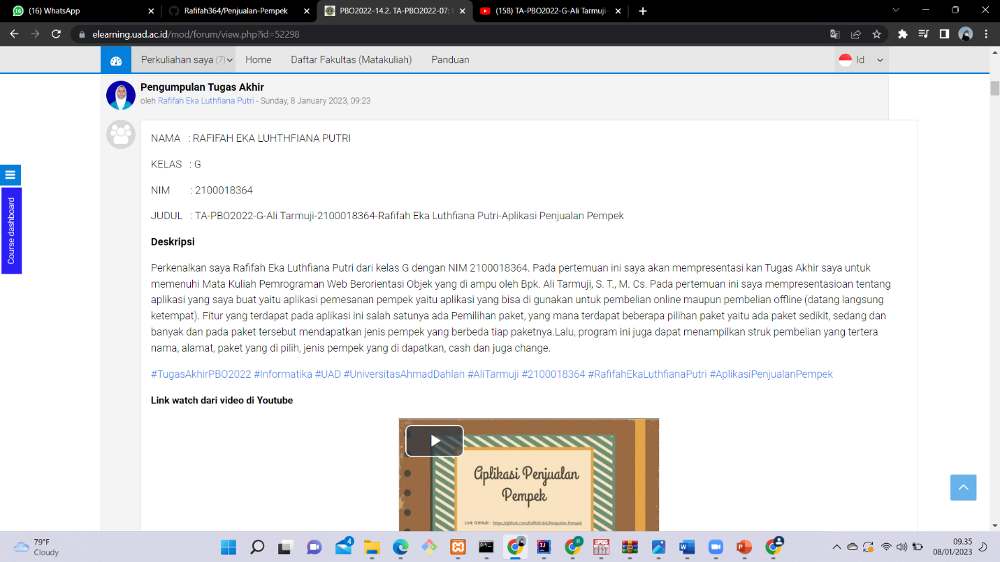 (16) WhatsApp
Rafifah364/Penjualan-Pempek
PBO2022-14.2. TA-PBO2022-07:
(158) TA-PBO2022-G-Ali Tarmuji-
elearning.uad.ac.id/mod/forum/view.php?id=52298
Perkuliahan saya (7)
Home
Daftar Fakultas (Matakuliah)
Panduan
Id
Pengumpulan Tugas Akhir
oleh Rafifah Eka Luthfiana Putri - Sunday, 8 January 2023, 09:23
NAMA : RAFIFAH EKA LUHTHFIANA PUTRI
KELAS : G
NIM : 2100018364
JUDUL : TA-PBO2022-G-Ali Tarmuji-2100018364-Rafifah Eka Luthfiana Putri-Aplikasi Penjualan Pempek
Course dashboard
Deskripsi
Perkenalkan saya Rafifah Eka Luthfiana Putri dari kelas G dengan NIM 2100018364. Pada pertemuan ini saya akan mempresentasi kan Tugas Akhir saya untuk
memenuhi Mata Kuliah Pemrograman Web Berorientasi Objek yang di ampu oleh Bpk. Ali Tarmuji, S. T., M. Cs. Pada pertemuan ini saya mempresentasioan tentang
aplikasi yang saya buat yaitu aplikasi pemesanan pempek yaitu aplikasi yang bisa di gunakan untuk pembelian online maupun pembelian offline (datang langsung
ketempat). Fitur yang terdapat pada aplikasi ini salah satunya ada Pemilihan paket, yang mana terdapat beberapa pilihan paket yaitu ada paket sedikit, sedang dan
banyak dan pada paket tersebut mendapatkan jenis pempek yang berbeda tiap paketnya.Lalu, program ini juga dapat menampilkan struk pembelian yang tertera
nama, alamat, paket yang di pilih, jenis pempek yang di dapatkan, cash dan juga change.
#TugasAkhirPBO2022 #Informatika #UAD #UniversitasAhmadDahlan #AliTarmuji #2100018364 #RafifahEkaLuthfianaPutri #AplikasiPenjualanPempek
Link watch dari video di Youtube
Aplikasi Penjualan
Pempek
Link GitHub : https://github.com/Rafifah364/Penjualan-Pempek
79°F
Cloudy
4
09.35
08/01/2023